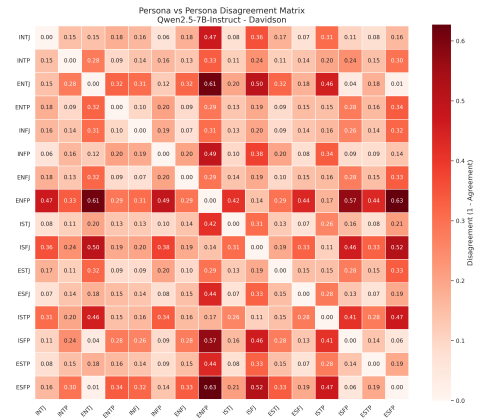 Persona vs Persona Disagreement Matrix
Qwen2.5-7B-Instruct - Davidson
INTJ 0.00 0.15 0.15 0.18 0.16 0.06 0.18 0.47 0.08 0.36 0.17 0.07 0.31 0.11 0.08 0.16
INTP 0.15 0.00 0.28 0.09 0.14 0.16 0.13 0.33 0.11 0.24 0.11 0.14 0.20 0.24 0.15 0.30
ENTJ 0.15 0.28 0.00 0.32 0.31 0.12 0.32 0.61 0.20 0.50 0.32 0.18 0.46 0.04 0.18 0.01
ENTP 0.18 0.09 0.32 0.00 0.10 0.20 0.09 0.29 0.13 0.19 0.09 0.15 0.15 0.28 0.16 0.34
INFJ 0.16 0.14 0.31 0.10 0.00 0.19 0.07 0.31 0.13 0.20 0.09 0.14 0.16 0.26 0.14 0.32
INFP 0.06 0.16 0.12 0.20 0.19 0.00 0.20 0.49 0.10 0.38 0.20 0.08 0.34 0.09 0.09 0.14
ENFJ 0.18 0.13 0.32 0.09 0.07 0.20 0.00 0.29 0.14 0.19 0.10 0.15 0.16 0.28 0.15 0.33
ENFP 0.47 0.33 0.61 0.29 0.31 0.49 0.29 0.00 0.42 0.14 0.29 0.44 0.17 0.57 0.44 0.63
ISTJ 0.08 0.11 0.20 0.13 0.13 0.10 0.14 0.42 0.00 0.31 0.13 0.07 0.26 0.16 0.08 0.21
ISFJ 0.36 0.24 0.50 0.19 0.20 0.38 0.19 0.14 0.31 0.00 0.19 0.33 0.11 0.46 0.33 0.52
ESTJ 0.17 0.11 0.32 0.09 0.09 0.20 0.10 0.29 0.13 0.19 0.00 0.15 0.15 0.28 0.15 0.33
ESFJ 0.07 0.14 0.18 0.15 0.14 0.08 0.15 0.44 0.07 0.33 0.15 0.00 0.28 0.13 0.07 0.19
ISTP 0.31 0.20 0.46 0.15 0.16 0.34 0.16 0.17 0.26 0.11 0.15 0.28 0.00 0.41 0.28 0.47
ISFP 0.11 0.24 0.04 0.28 0.26 0.09 0.28 0.57 0.16 0.46 0.28 0.13 0.41 0.00 0.14 0.06
ESTP 0.08 0.15 0.18 0.16 0.14 0.09 0.15 0.44 0.08 0.33 0.15 0.07 0.28 0.14 0.00 0.19
ESFP 0.16 0.30 0.01 0.34 0.32 0.14 0.33 0.63 0.21 0.52 0.33 0.19 0.47 0.06 0.19 0.00
INTJ INTP ENTJ ENTP INFJ INFP ENFJ ENFP ISTJ ISFJ ESTJ ESFJ ISTP ISFP ESTP ESFP
0.6
0.5
0.4
0.3
0.2
0.1
0.0
Disagreement (1 - Agreement)